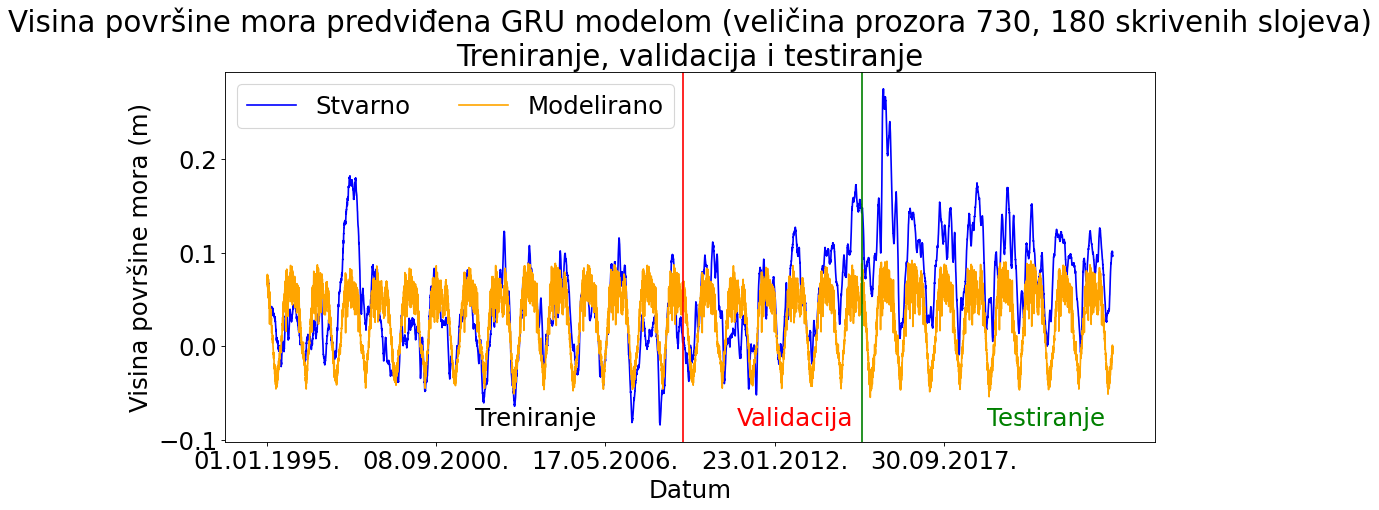 Visina površine mora predviđena GRU modelom (veličina prozora 730, 180 skrivenih slojeva)
Treniranje, validacija i testiranje
Stvarno Modelirano
Visina površine mora (m)
0.2
0.1
0.0
−0.1
Treniranje Validacija Testiranje
01.01.1995. 08.09.2000. 17.05.2006. 23.01.2012. 30.09.2017.
Datum